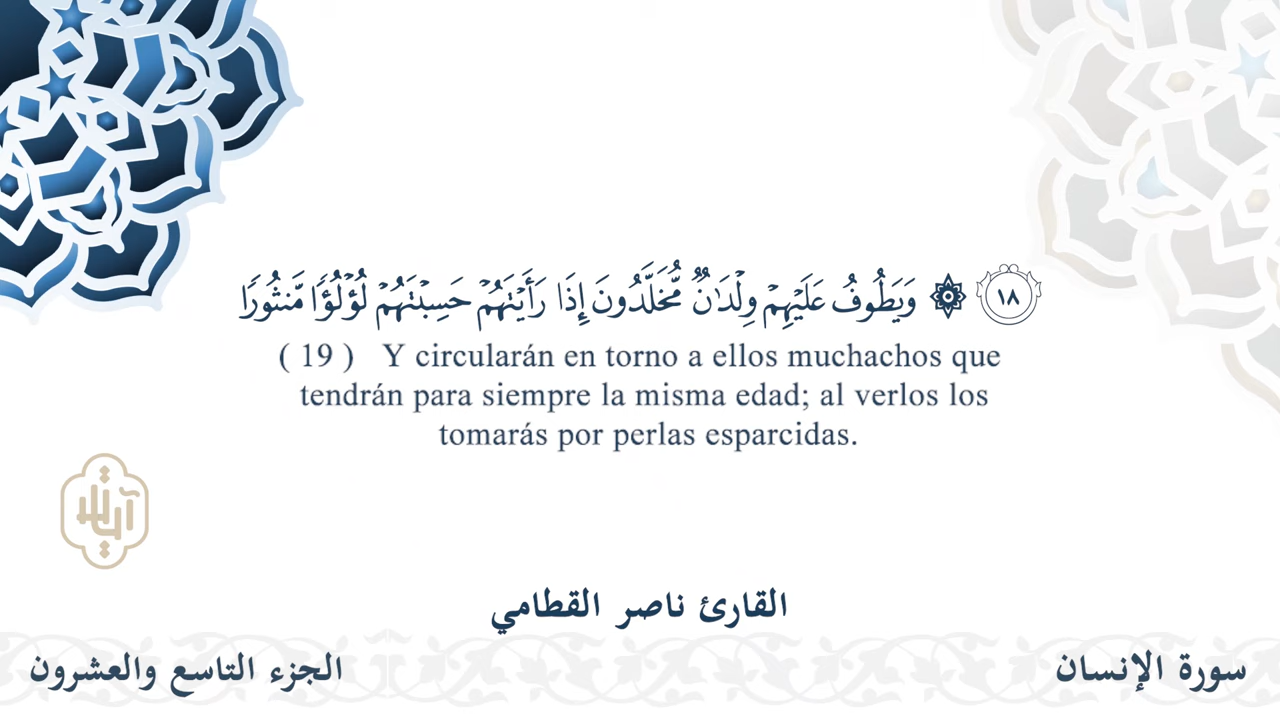 ١٨ ۞ وَيَطُوفُ عَلَيْهِمْ وِلْدَٰنٌ مُّخَلَّدُونَ إِذَا رَأَيْتَهُمْ حَسِبْتَهُمْ لُؤْلُؤًا مَّنثُورًا
( 19 ) Y circularán en torno a ellos muchachos que
tendrán para siempre la misma edad; al verlos los
tomarás por perlas esparcidas.
القارئ ناصر القطامي
سورة الإنسان
الجزء التاسع والعشرون